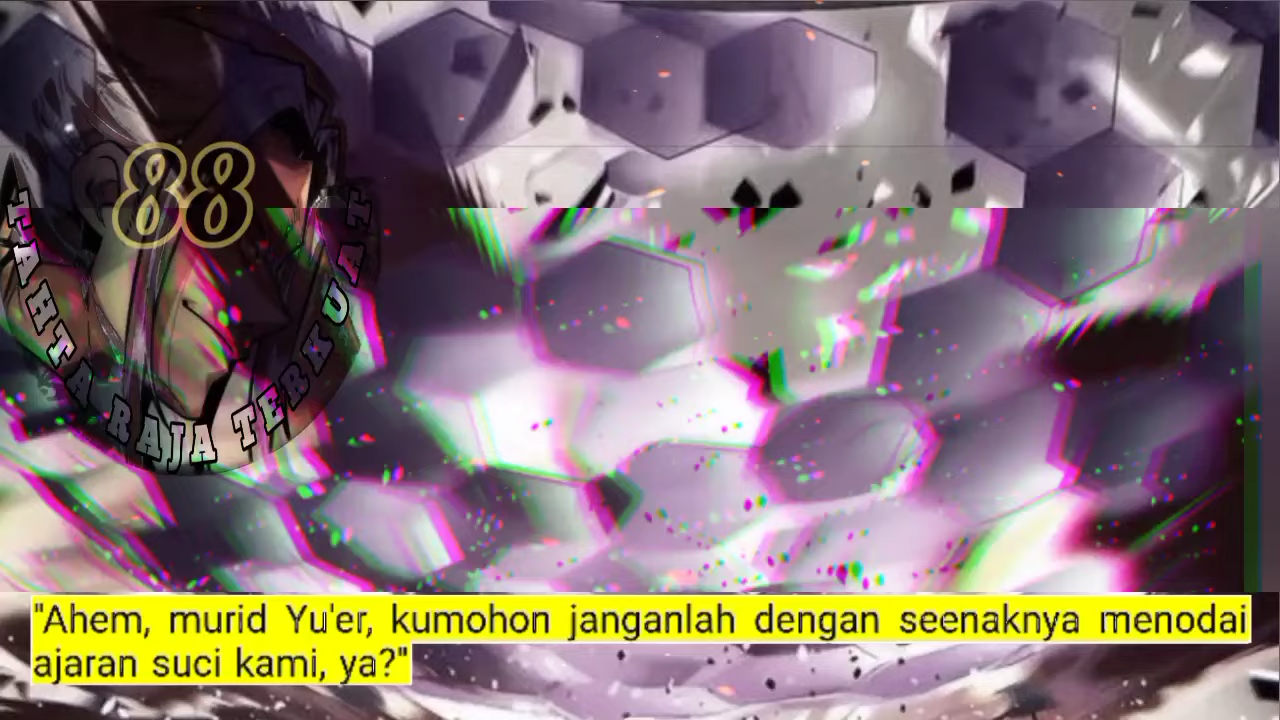 88
TAHTA RAJA TERKUAT
"Ahem, murid Yu'er, kumohon janganlah dengan seenaknya menodai
ajaran suci kami, ya?"